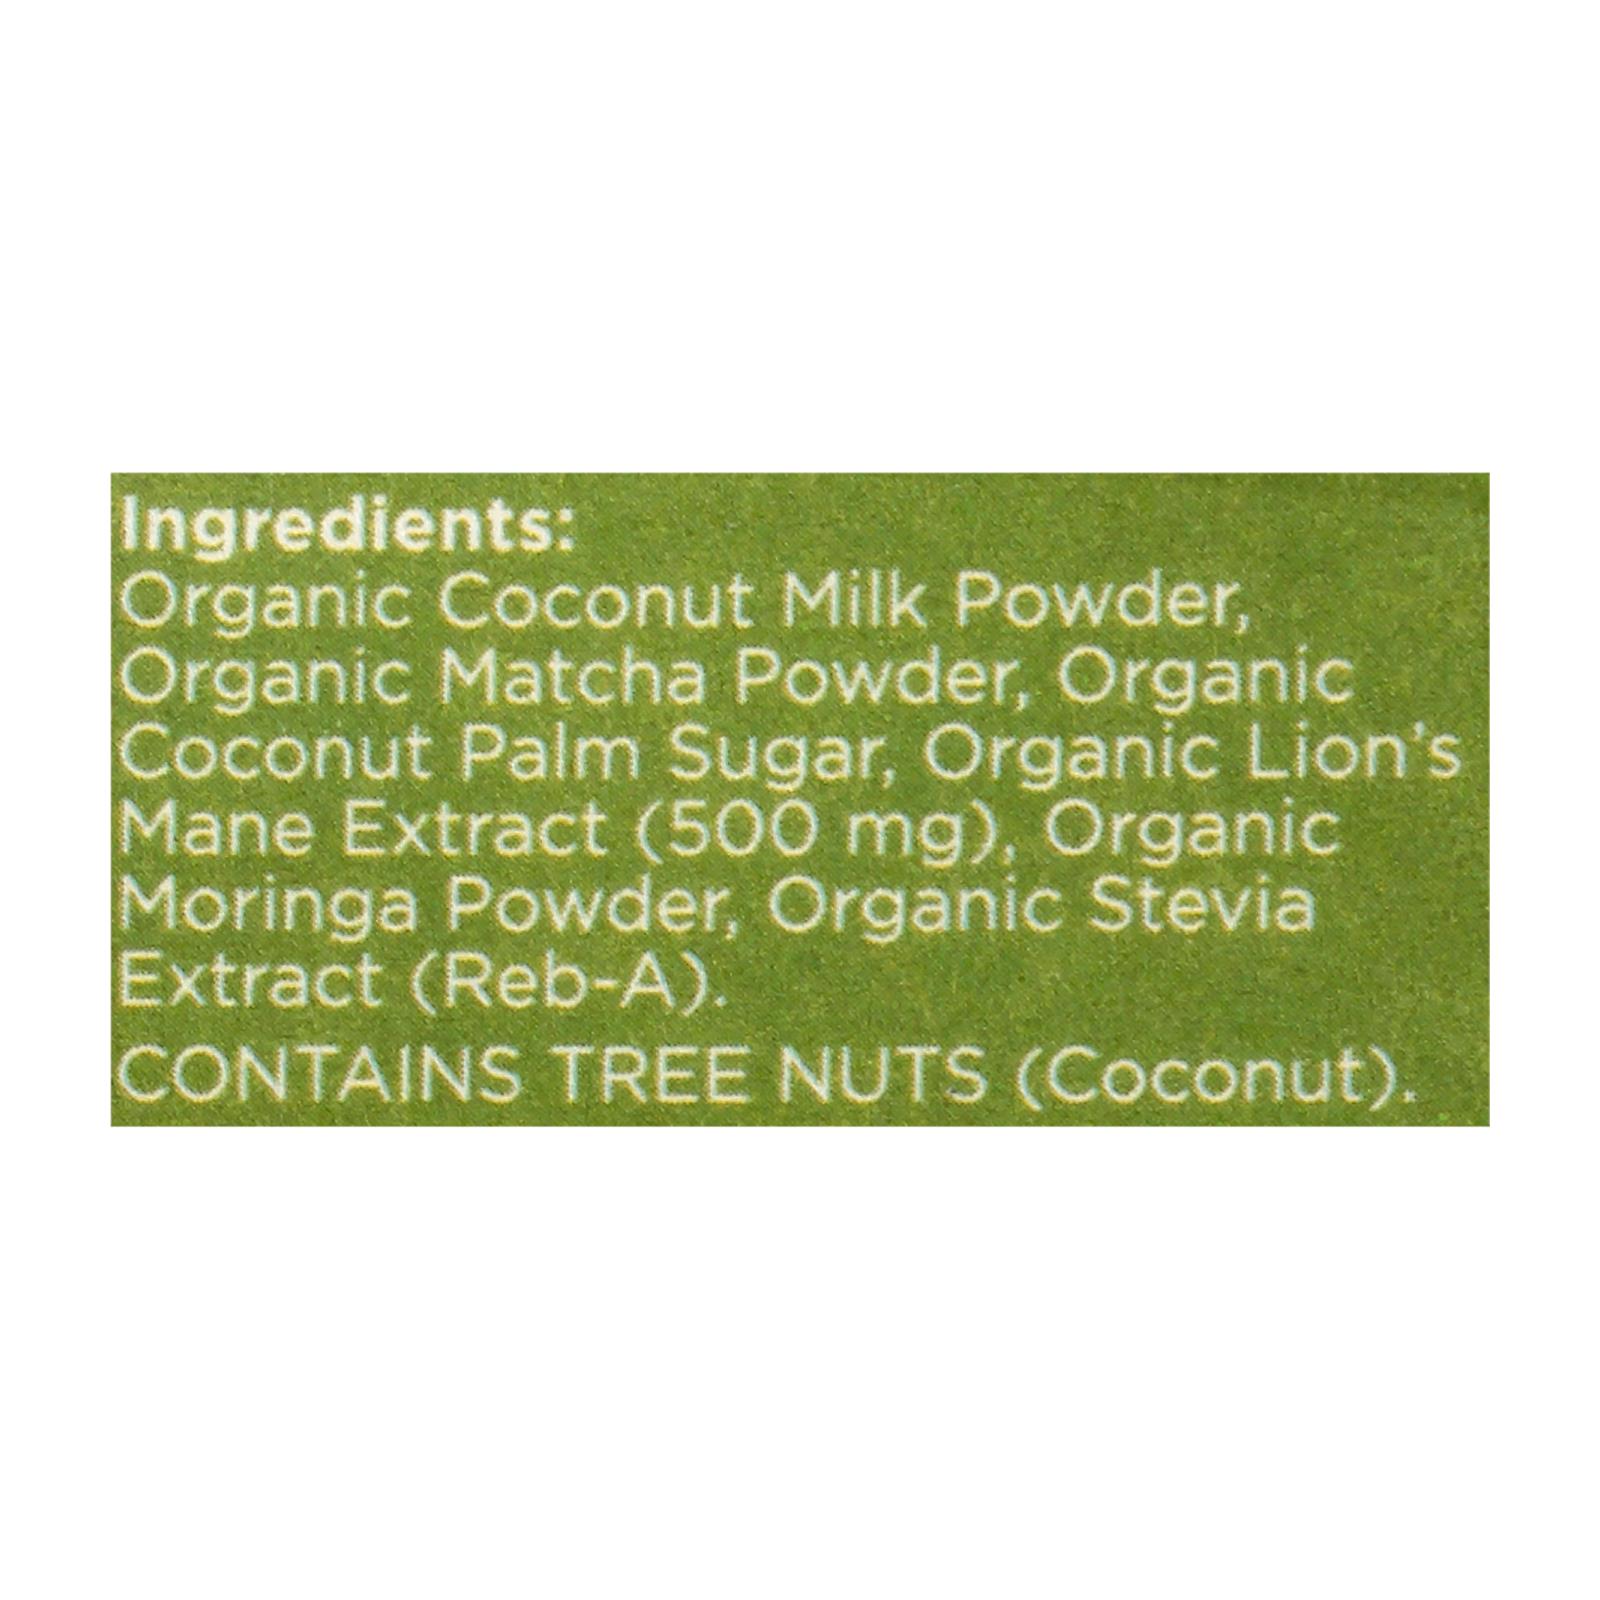 Ingredients:
Organic Coconut Milk Powder,
Organic Matcha Powder, Organic
Coconut Palm Sugar, Organic Lion's
Mane Extract (500 mg), Organic
Moringa Powder, Organic Stevia
Extract (Reb-A).
CONTAINS TREE NUTS (Coconut).